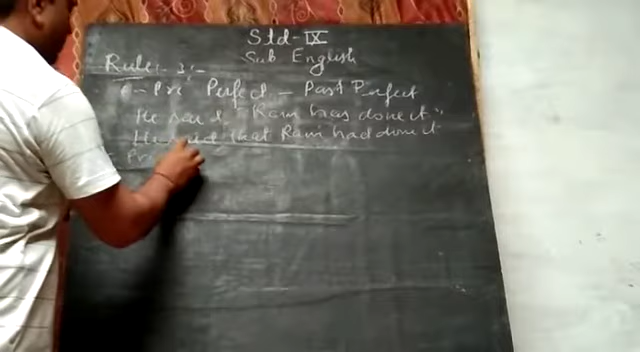 Std-IX
Sub English
Rule:- 3:-
Pre Perfect - Past Perfect
He said, "Ram has done it"
He said that Ram had done it
Pr